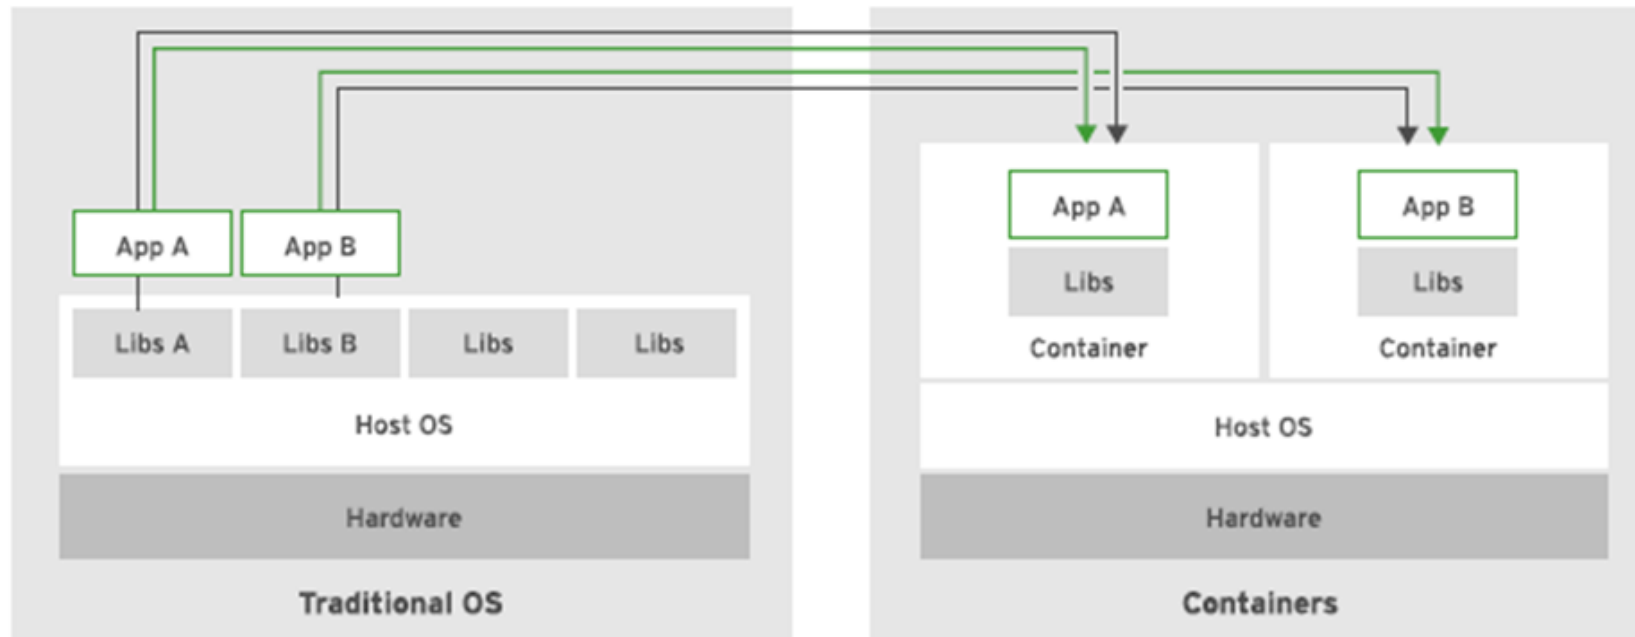 App A
App B
Libs A
Libs B
Libs
Libs
Host OS
Hardware
Traditional OS
App A
Libs
Container
App B
Libs
Container
Host OS
Hardware
Containers